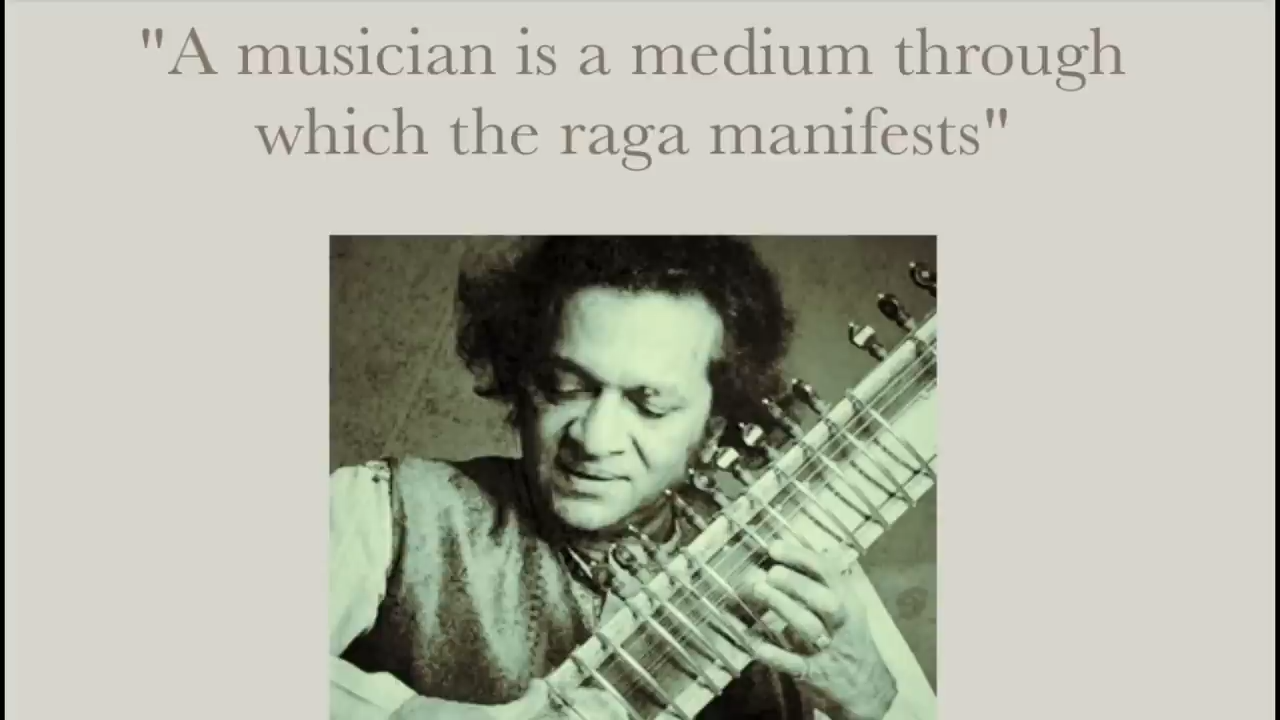 "A musician is a medium through
which the raga manifests"